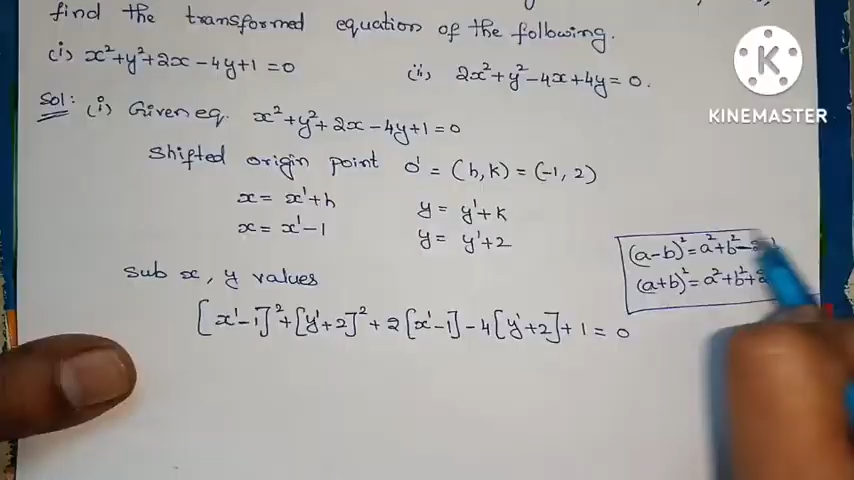 find the transformed equation of the following.
(i) x²+y²+2x-4y+1=0 (ii) 2x²+y²-4x+4y=0.
Sol: (i) Given eq. x²+y²+2x-4y+1=0
Shifted origin point O' = (h, k) = (-1, 2)
x = x'+h y = y'+k
x = x'-1 y = y'+2
Sub x, y values
[x'-1]²+[y'+2]²+2[x'-1]-4[y'+2]+1=0
(a-b)²=a²+b²-2
(a+b)²=a²+b²+2
K
KINEMASTER